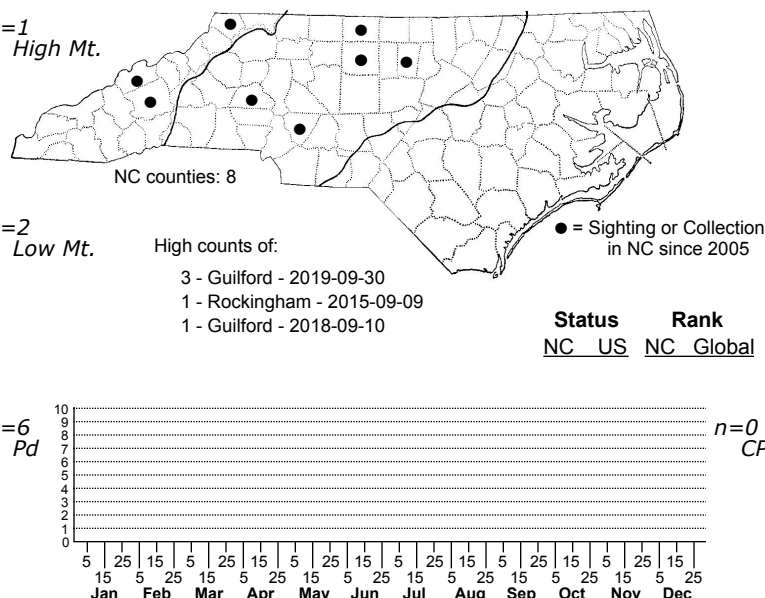 =1
High Mt.
NC counties: 8
=2
Low Mt.
High counts of:
3 - Guilford - 2019-09-30
1 - Rockingham - 2015-09-09
1 - Guilford - 2018-09-10
● = Sighting or Collection
in NC since 2005
Status Rank
NC US NC Global
=6
Pd
n=0
CP
10
9
8
7
6
5
4
3
2
1
0
5 25 15 5 25 15 5 25 15 5 25 15 5 25 15 5 25 15
15 5 25 15 5 25 15 5 25 15 5 25 15 5 25 15 5 25
Jan Feb Mar Apr May Jun Jul Aug Sep Oct Nov Dec